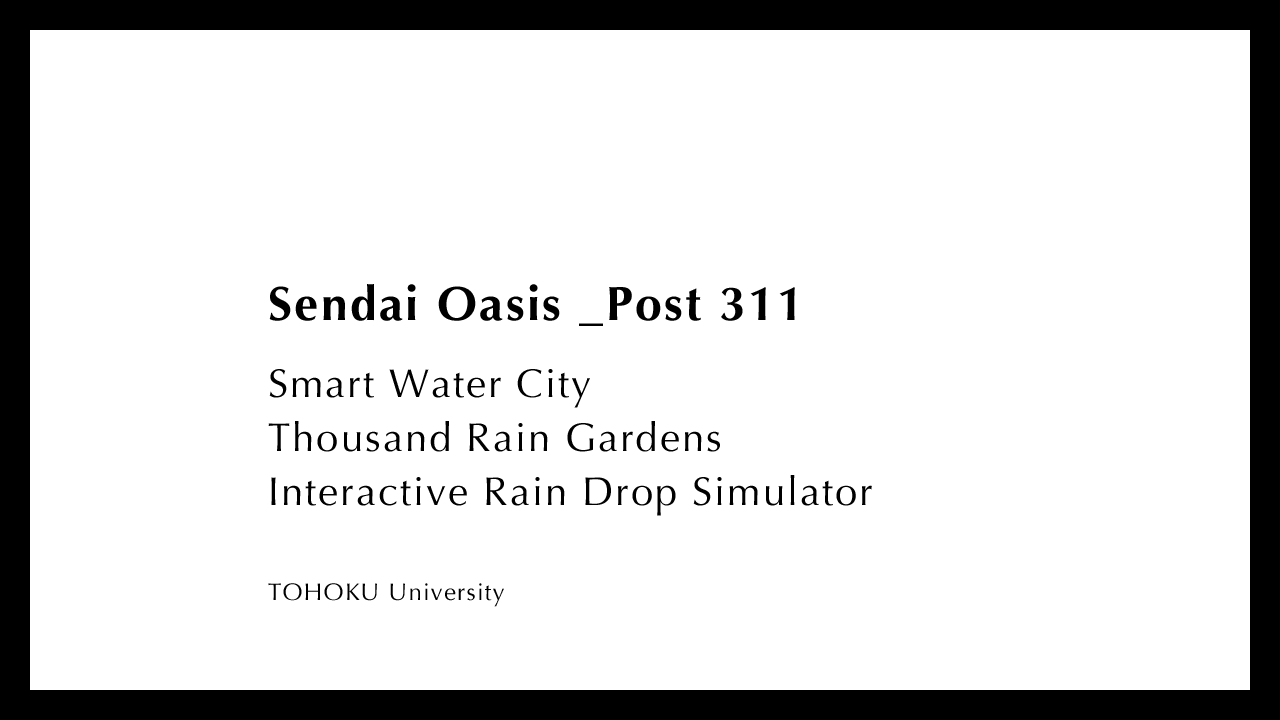 Sendai Oasis _Post 311
Smart Water City
Thousand Rain Gardens
Interactive Rain Drop Simulator
TOHOKU University